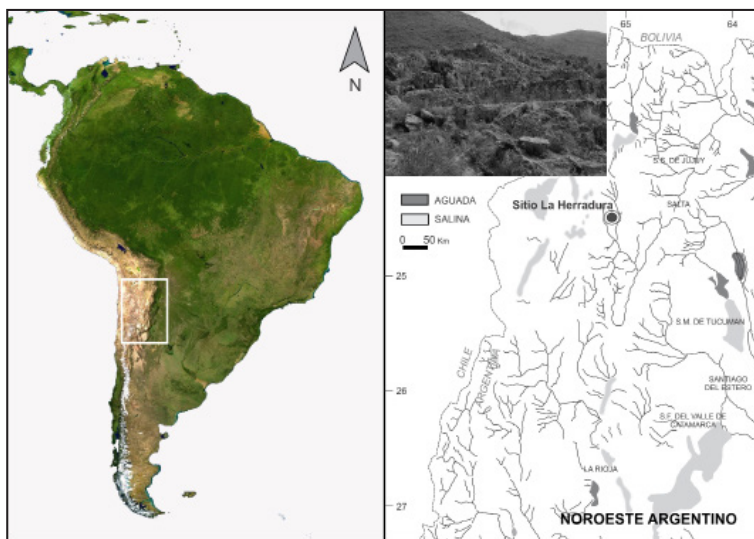 N
65
64
BOLIVIA
S.S. DE JUJUY
AGUADA
SALINA
Sitio La Herradura
SALTA
0 50 Km
25
S.M. DE TUCUMAN
CHILE
ARGENTINA
SANTIAGO
DEL ESTERO
26
S.F. DEL VALLE DE
CATAMARCA
LA RIOJA
27
NOROESTE ARGENTINO